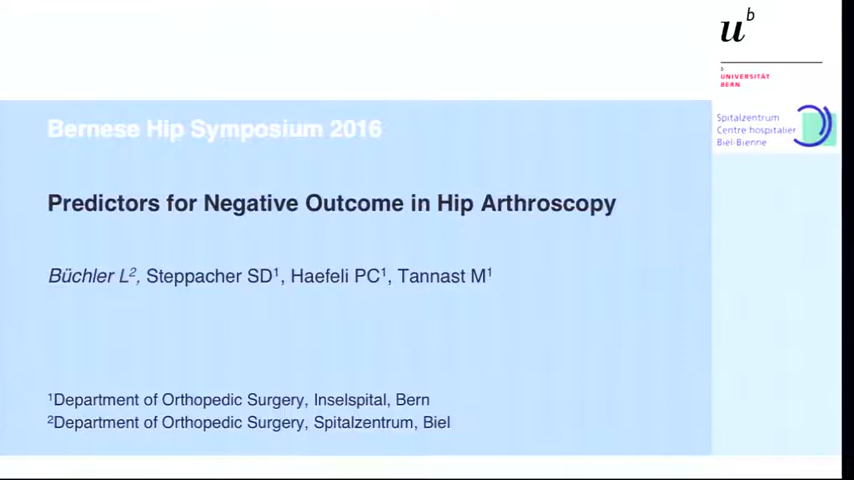 u b
b
UNIVERSITÄT
BERN
Spitalzentrum
Centre hospitalier
Biel-Bienne
Bernese Hip Symposium 2016
Predictors for Negative Outcome in Hip Arthroscopy
Büchler L², Steppacher SD¹, Haefeli PC¹, Tannast M¹
¹Department of Orthopedic Surgery, Inselspital, Bern
²Department of Orthopedic Surgery, Spitalzentrum, Biel